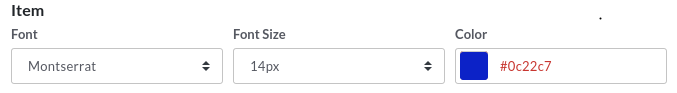 Item
Font Font Size Color
Montserrat 14px #0c22c7